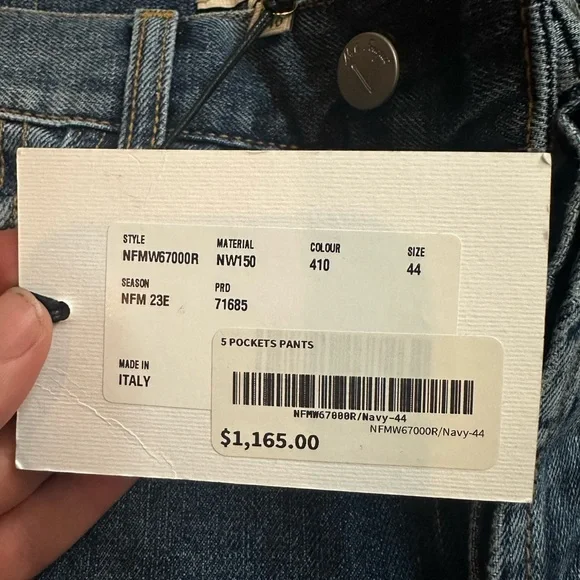 STYLE MATERIAL COLOUR SIZE
NFMW67000R NW150 410 44
SEASON PRD
NFM 23E 71685
MADE IN
ITALY
5 POCKETS PANTS
NFMW67000R/Navy-44
NFMW67000R/Navy-44
$1,165.00